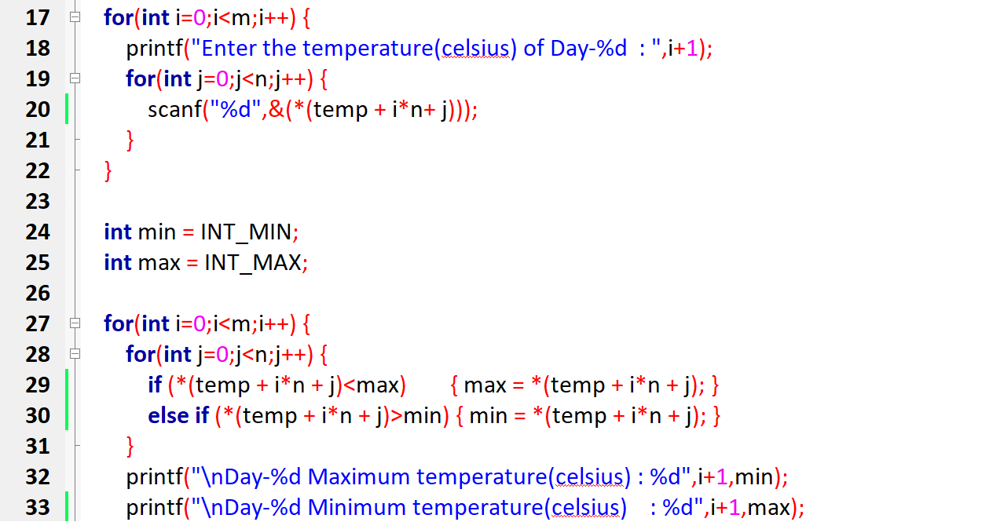 17 for(int i=0;i<m;i++) {
18 printf("Enter the temperature(celsius) of Day-%d  : ",i+1);
19 for(int j=0;j<n;j++) {
20 scanf("%d",&(*(temp + i*n+ j)));
21 }
22 }
23
24 int min = INT_MIN;
25 int max = INT_MAX;
26
27 for(int i=0;i<m;i++) {
28 for(int j=0;j<n;j++) {
29 if (*(temp + i*n + j)<max)       { max = *(temp + i*n + j); }
30 else if (*(temp + i*n + j)>min) { min = *(temp + i*n + j); }
31 }
32 printf("\nDay-%d Maximum temperature(celsius) : %d",i+1,min);
33 printf("\nDay-%d Minimum temperature(celsius)   : %d",i+1,max);